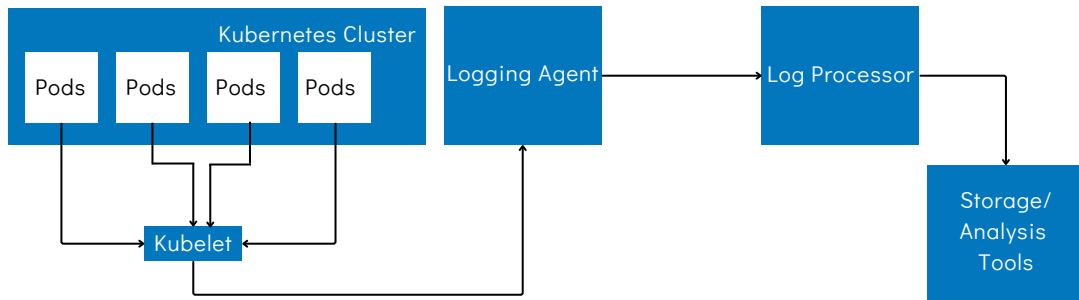 Kubernetes Cluster
Pods
Pods
Pods
Pods
Kubelet
Logging Agent
Log Processor
Storage/
Analysis
Tools